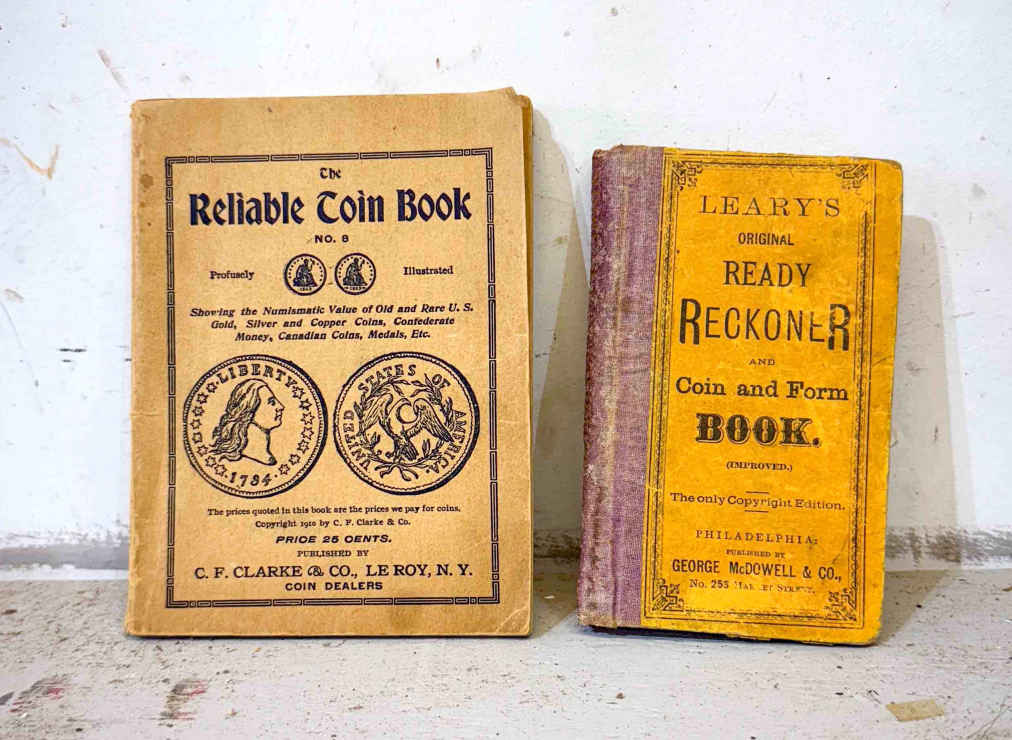 The
Reliable Coin Book
NO. 8
Profusely Illustrated
Showing the Numismatic Value of Old and Rare U. S.
Gold, Silver and Copper Coins, Confederate
Money, Canadian Coins, Medals, Etc.
LIBERTY
1794
UNITED STATES OF AMERICA.
The prices quoted in this book are the prices we pay for coins.
Copyright 1910 by C. F. Clarke & Co.
PRICE 25 CENTS.
PUBLISHED BY
C. F. CLARKE & CO., LE ROY, N. Y.
COIN DEALERS
LEARY'S
ORIGINAL
READY
RECKONER
AND
Coin and Form
BOOK.
(IMPROVED.)
The only Copyright Edition.
PHILADELPHIA:
PUBLISHED BY
GEORGE McDOWELL & CO.,
No. 255 Market Street.